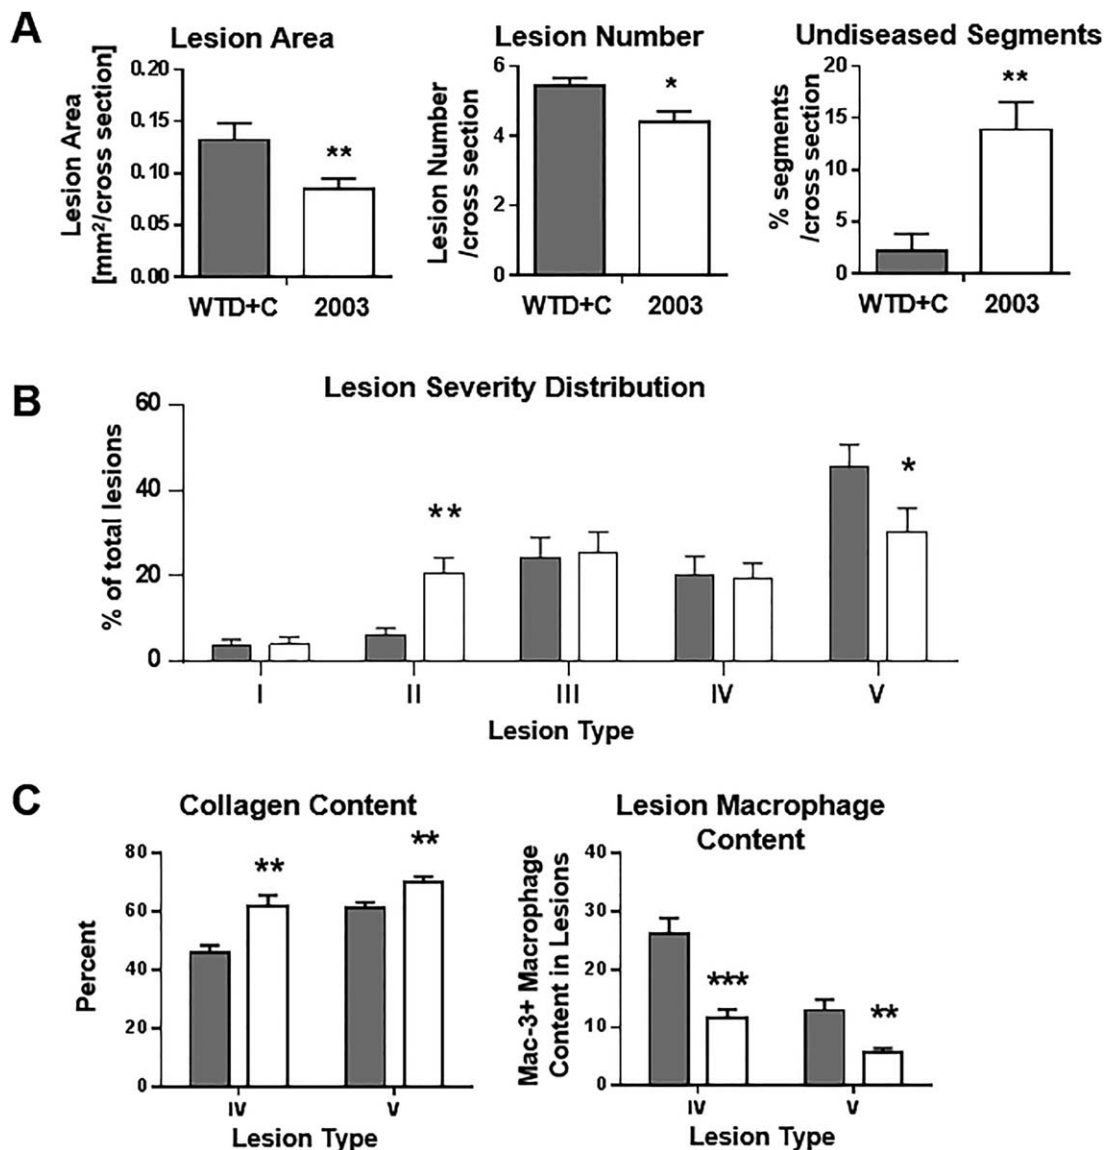 A
Lesion Area
Lesion Area
[mm²/cross section]
0.20
0.15
0.10
0.05
0.00
**
WTD+C 2003
Lesion Number
Lesion Number
/cross section
6
4
2
0
*
WTD+C 2003
Undiseased Segments
% segments
/cross section
20
15
10
5
0
**
WTD+C 2003
B
Lesion Severity Distribution
% of total lesions
60
40
20
0
**
*
I II III IV V
Lesion Type
C
Collagen Content
Percent
80
60
40
20
0
**
**
IV V
Lesion Type
Lesion Macrophage
Content
Mac-3+ Macrophage
Content in Lesions
40
30
20
10
0
***
**
IV V
Lesion Type